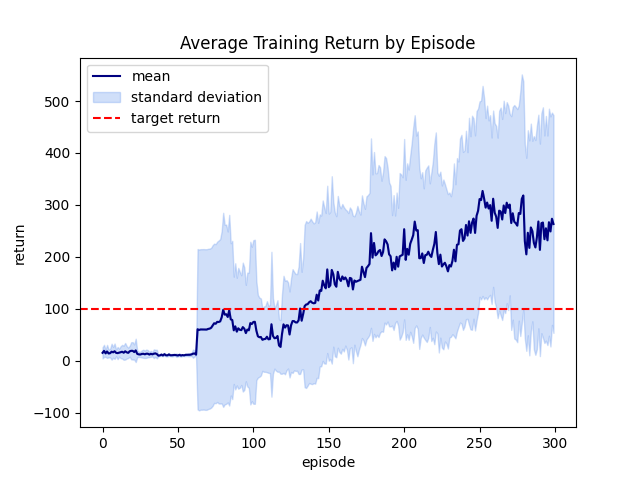 Average Training Return by Episode
mean
standard deviation
target return
500
400
300
200
100
0
−100
return
0 50 100 150 200 250 300
episode